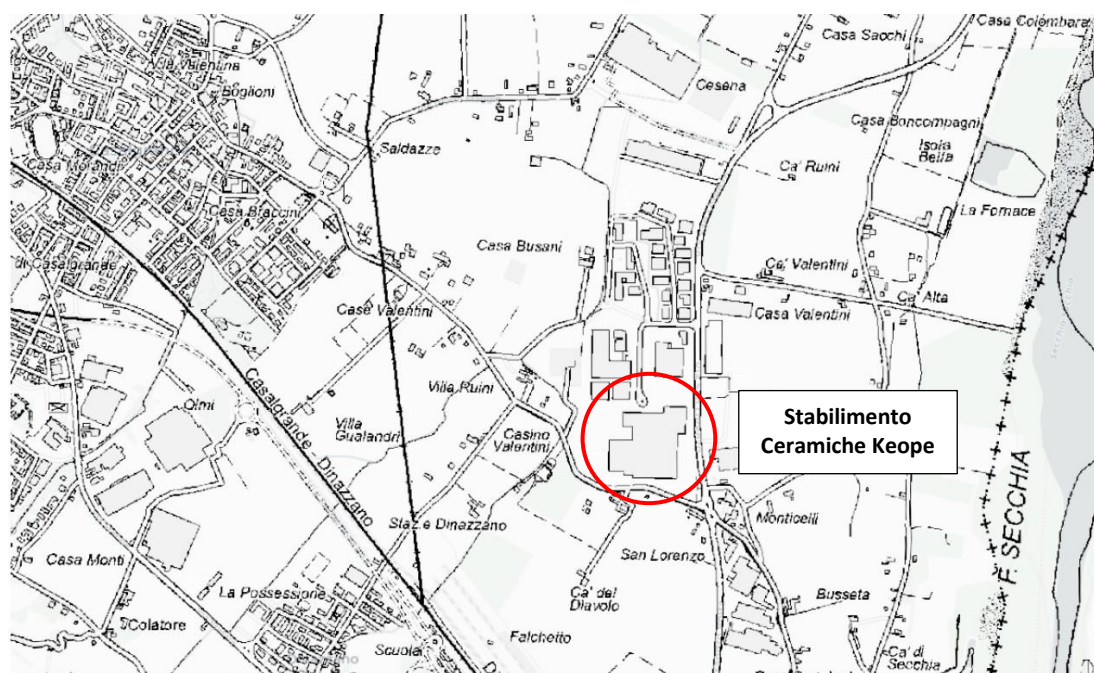 Casa Colombara
Casa Sacchi
Villa Valentina
Boglioni
Cesena
Casa Boncompagni
Saldazze
Isola
Bella
Casa Morandi
Ca' Ruini
La Fornace
Casa Braccini
Casa Busani
di Casalgrande
Ca' Valentini
Ca' Alta
Case Valentini
Casa Valentini
Villa Ruini
Olmi
Casalgrande Dinazzano
Villa
Gualandri
Casino
Valentini
Stabilimento
Ceramiche Keope
Staz. e Dinazzano
Monticelli
F. SECCHIA
San Lorenzo
Casa Monti
La Possessione
Ca' del
Diavolo
Busseta
Colatore
Falchetto
Scuola
Ca' di
Secchia